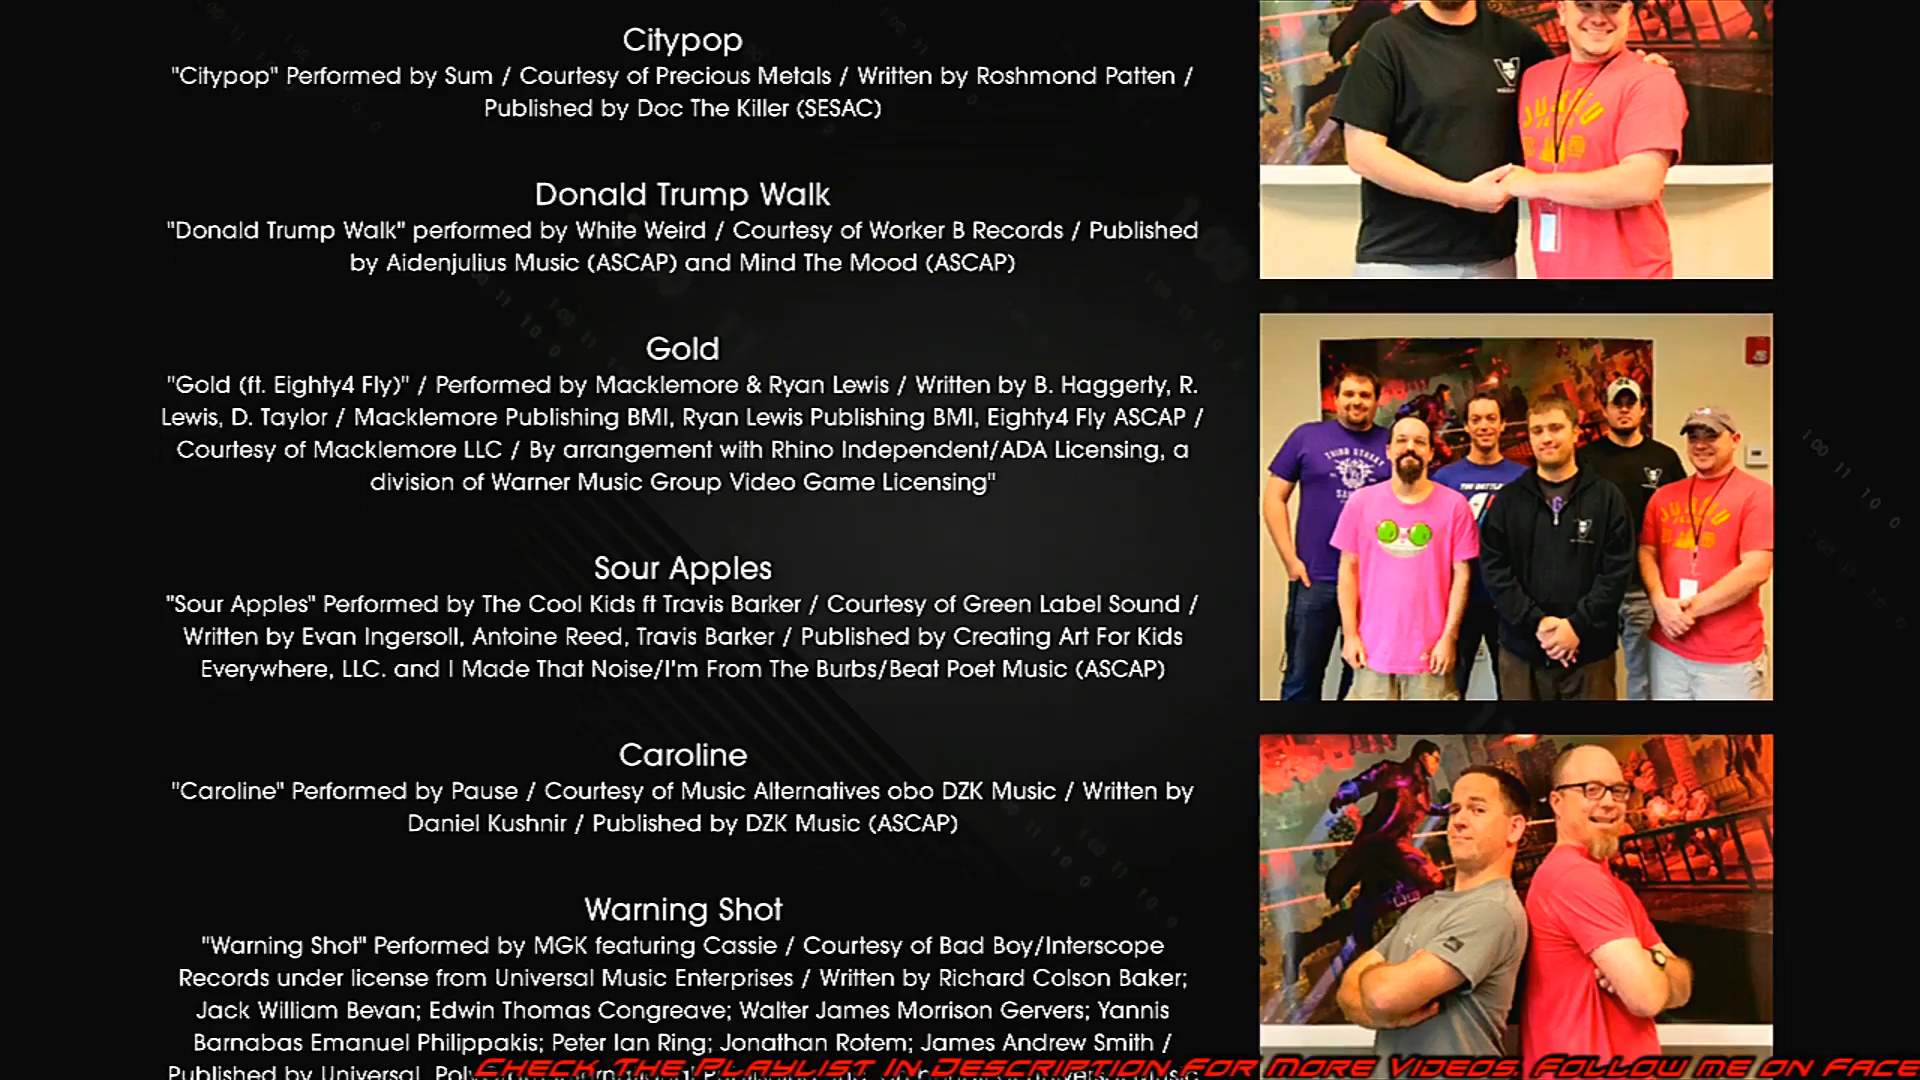 Citypop
"Citypop" Performed by Sum / Courtesy of Precious Metals / Written by Roshmond Patten /
Published by Doc The Killer (SESAC)
Donald Trump Walk
"Donald Trump Walk" performed by White Weird / Courtesy of Worker B Records / Published
by Aidenjulius Music (ASCAP) and Mind The Mood (ASCAP)
Gold
"Gold (ft. Eighty4 Fly)" / Performed by Macklemore & Ryan Lewis / Written by B. Haggerty, R.
Lewis, D. Taylor / Macklemore Publishing BMI, Ryan Lewis Publishing BMI, Eighty4 Fly ASCAP /
Courtesy of Macklemore LLC / By arrangement with Rhino Independent/ADA Licensing, a
division of Warner Music Group Video Game Licensing"
Sour Apples
"Sour Apples" Performed by The Cool Kids ft Travis Barker / Courtesy of Green Label Sound /
Written by Evan Ingersoll, Antoine Reed, Travis Barker / Published by Creating Art For Kids
Everywhere, LLC. and I Made That Noise/I'm From The Burbs/Beat Poet Music (ASCAP)
Caroline
"Caroline" Performed by Pause / Courtesy of Music Alternatives obo DZK Music / Written by
Daniel Kushnir / Published by DZK Music (ASCAP)
Warning Shot
"Warning Shot" Performed by MGK featuring Cassie / Courtesy of Bad Boy/Interscope
Records under license from Universal Music Enterprises / Written by Richard Colson Baker;
Jack William Bevan; Edwin Thomas Congreave; Walter James Morrison Gervers; Yannis
Barnabas Emanuel Philippakis; Peter Ian Ring; Jonathan Rotem; James Andrew Smith /
Published by Universal
Check The Playlist In Description For More Videos. Follow me on Face
THIRD STREET